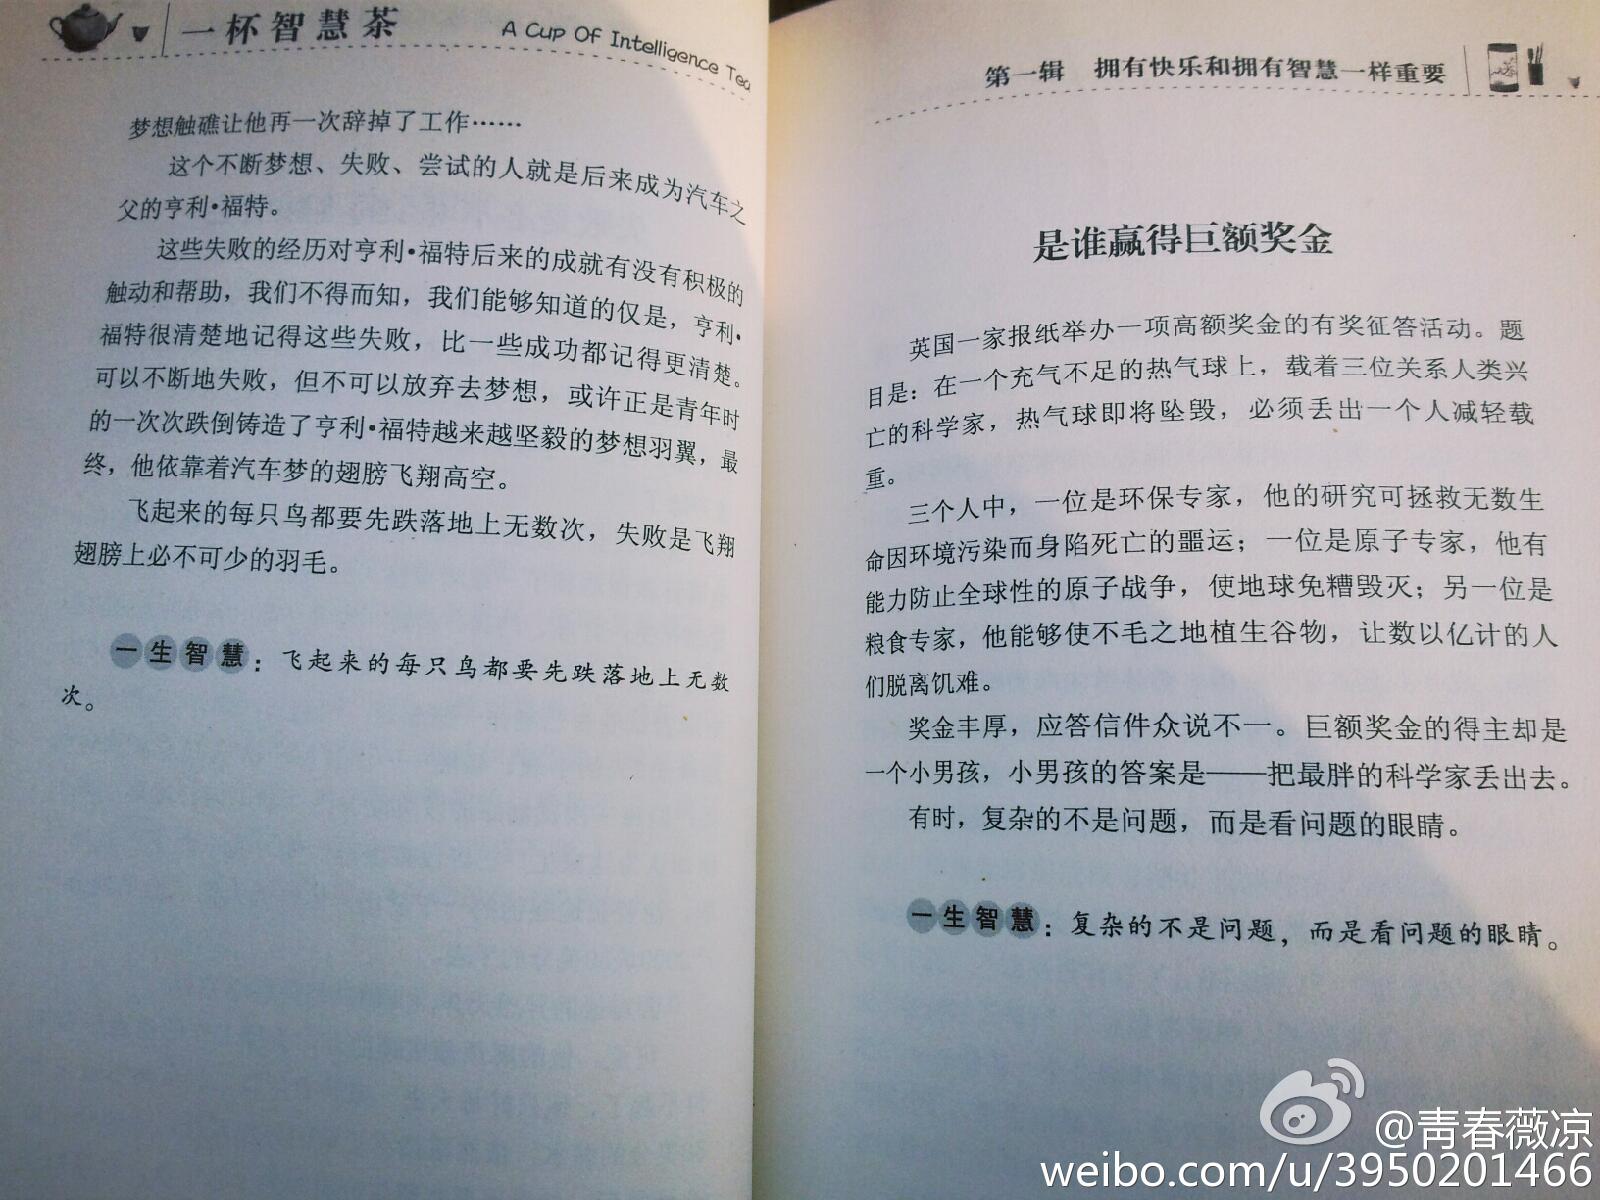 一杯智慧茶
A Cup Of Intelligence Tea
梦想触礁让他再一次辞掉了工作……
这个不断梦想、失败、尝试的人就是后来成为汽车之
父的亨利·福特。
这些失败的经历对亨利·福特后来的成就有没有积极的
触动和帮助，我们不得而知，我们能够知道的仅是，亨利·
福特很清楚地记得这些失败，比一些成功都记得更清楚。
可以不断地失败，但不可以放弃去梦想，或许正是青年时
的一次次跌倒铸造了亨利·福特越来越坚毅的梦想羽翼，最
终，他依靠着汽车梦的翅膀飞翔高空。
飞起来的每只鸟都要先跌落地上无数次，失败是飞翔
翅膀上必不可少的羽毛。
一生智慧：飞起来的每只鸟都要先跌落地上无数
次。
第一辑 拥有快乐和拥有智慧一样重要
是谁赢得巨额奖金
英国一家报纸举办一项高额奖金的有奖征答活动。题
目是：在一个充气不足的热气球上，载着三位关系人类兴
亡的科学家，热气球即将坠毁，必须丢出一个人减轻载
重。
三个人中，一位是环保专家，他的研究可拯救无数生
命因环境污染而身陷死亡的噩运；一位是原子专家，他有
能力防止全球性的原子战争，使地球免糟毁灭；另一位是
粮食专家，他能够使不毛之地植生谷物，让数以亿计的人
们脱离饥难。
奖金丰厚，应答信件众说不一。巨额奖金的得主却是
一个小男孩，小男孩的答案是——把最胖的科学家丢出去。
有时，复杂的不是问题，而是看问题的眼睛。
一生智慧：复杂的不是问题，而是看问题的眼睛。
@青春薇凉
weibo.com/u/3950201466